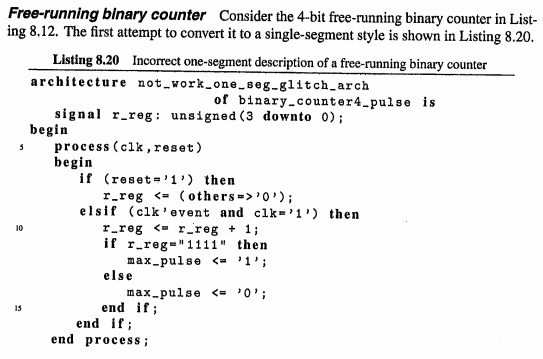 Free-running binary counter Consider the 4-bit free-running binary counter in List-
ing 8.12. The first attempt to convert it to a single-segment style is shown in Listing 8.20.
Listing 8.20 Incorrect one-segment description of a free-running binary counter
architecture not_work_one_seg_glitch_arch
of binary_counter4_pulse is
signal r_reg: unsigned(3 downto 0);
begin
5 process(clk,reset)
begin
if (reset='1') then
r_reg <= (others=>'0');
elsif (clk'event and clk='1') then
10 r_reg <= r_reg + 1;
if r_reg="1111" then
max_pulse <= '1';
else
max_pulse <= '0';
15 end if;
end if;
end process;